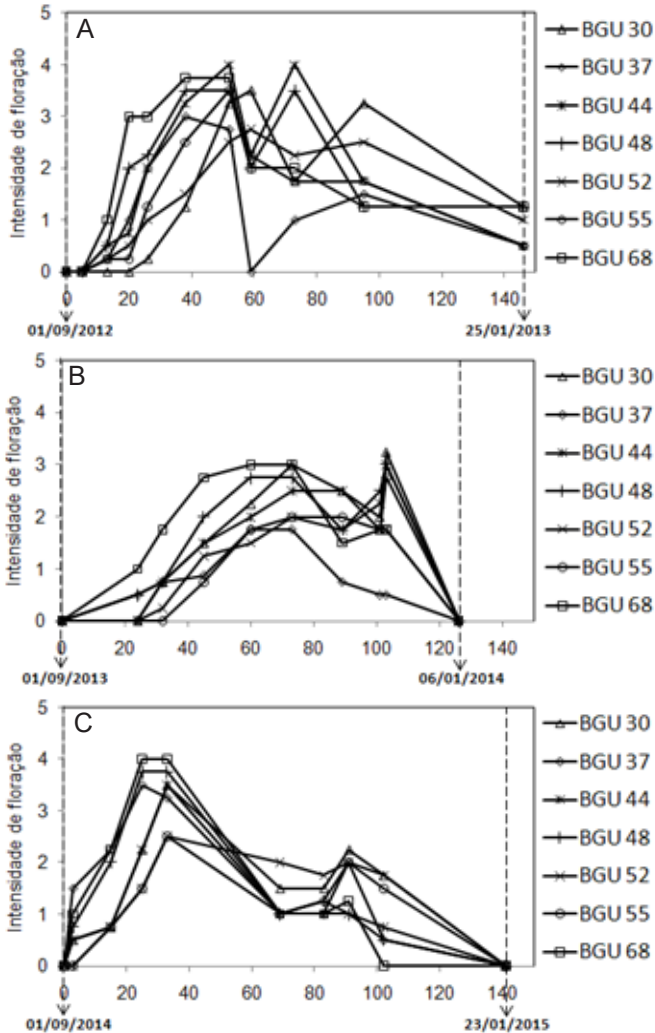 A
Intensidade de floração
5
4
3
2
1
0
0 20 40 60 80 100 120 140
01/09/2012 25/01/2013
BGU 30
BGU 37
BGU 44
BGU 48
BGU 52
BGU 55
BGU 68
B
Intensidade de floração
5
4
3
2
1
0
0 20 40 60 80 100 120 140
01/09/2013 06/01/2014
BGU 30
BGU 37
BGU 44
BGU 48
BGU 52
BGU 55
BGU 68
C
Intensidade de floração
5
4
3
2
1
0
0 20 40 60 80 100 120 140
01/09/2014 23/01/2015
BGU 30
BGU 37
BGU 44
BGU 48
BGU 52
BGU 55
BGU 68